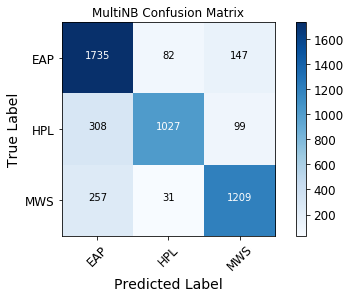 MultiNB Confusion Matrix
True Label
EAP 1735 82 147
HPL 308 1027 99
MWS 257 31 1209
EAP HPL MWS
Predicted Label
1600
1400
1200
1000
800
600
400
200